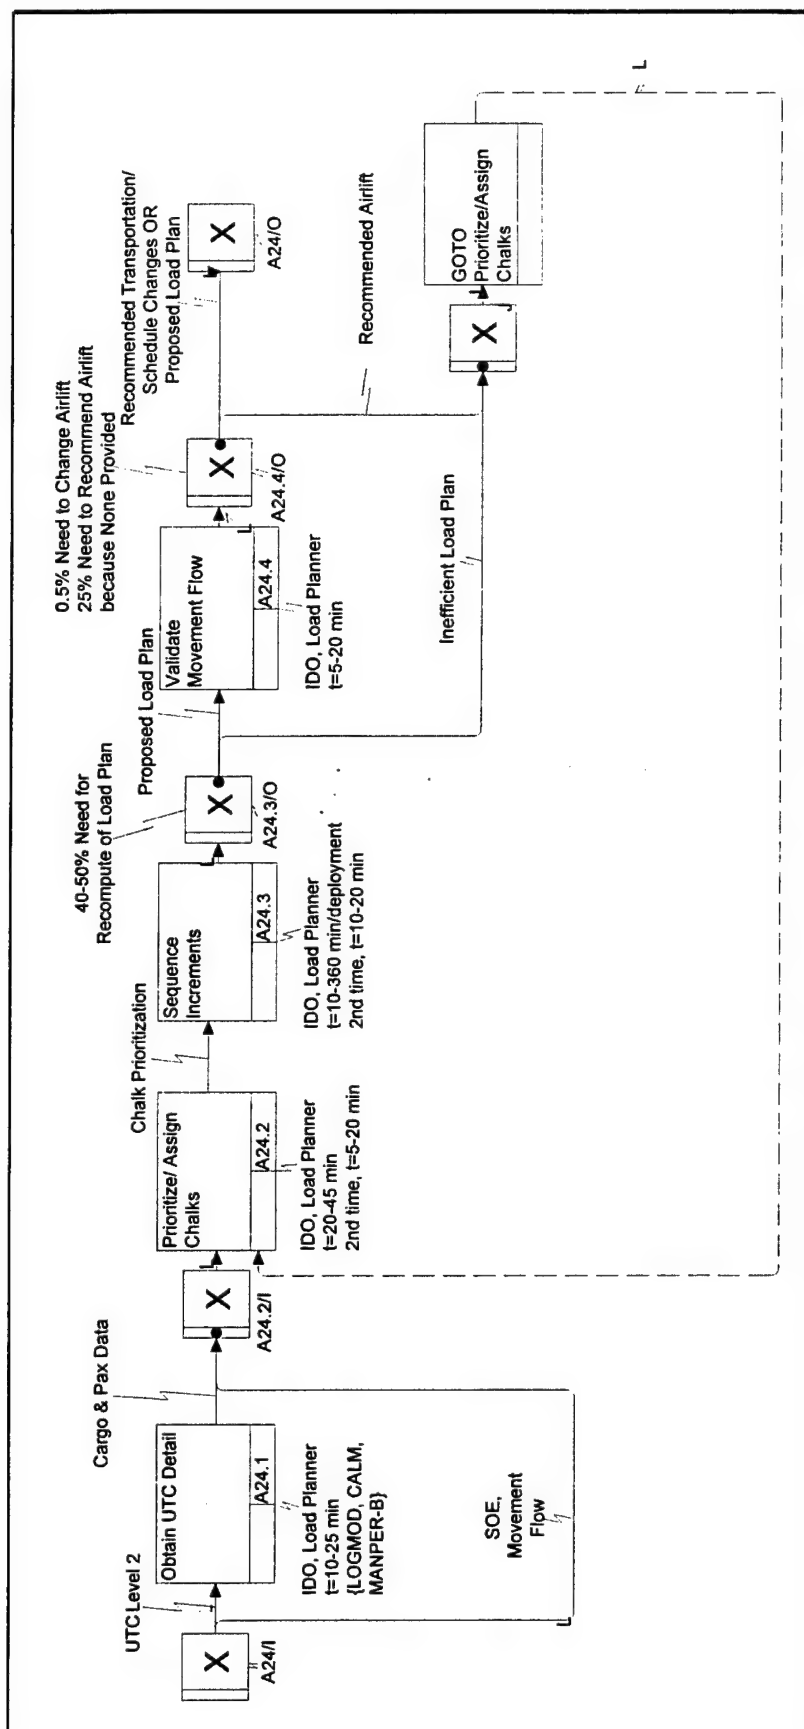 UTC Level 2
X
A24/I
Obtain UTC Detail
A24.1
IDO, Load Planner
t=10-25 min
{LOGMOD, CALM,
MANPER-B}
SOE,
Movement
Flow
Cargo & Pax Data
X
A24.2/I
Prioritize/ Assign
Chalks
A24.2
IDO, Load Planner
t=20-45 min
2nd time, t=5-20 min
Chalk Prioritization
Sequence
Increments
A24.3
IDO, Load Planner
t=10-360 min/deployment
2nd time, t=10-20 min
40-50% Need for
Recompute of Load Plan
X
A24.3/O
Proposed Load Plan
Validate
Movement Flow
A24.4
IDO, Load Planner
t=5-20 min
0.5% Need to Change Airlift
25% Need to Recommend Airlift
because None Provided
X
A24.4/O
Recommended Transportation/
Schedule Changes OR
Proposed Load Plan
X
A24/O
Inefficient Load Plan
Recommended Airlift
X
J
GOTO
Prioritize/Assign
Chalks
L